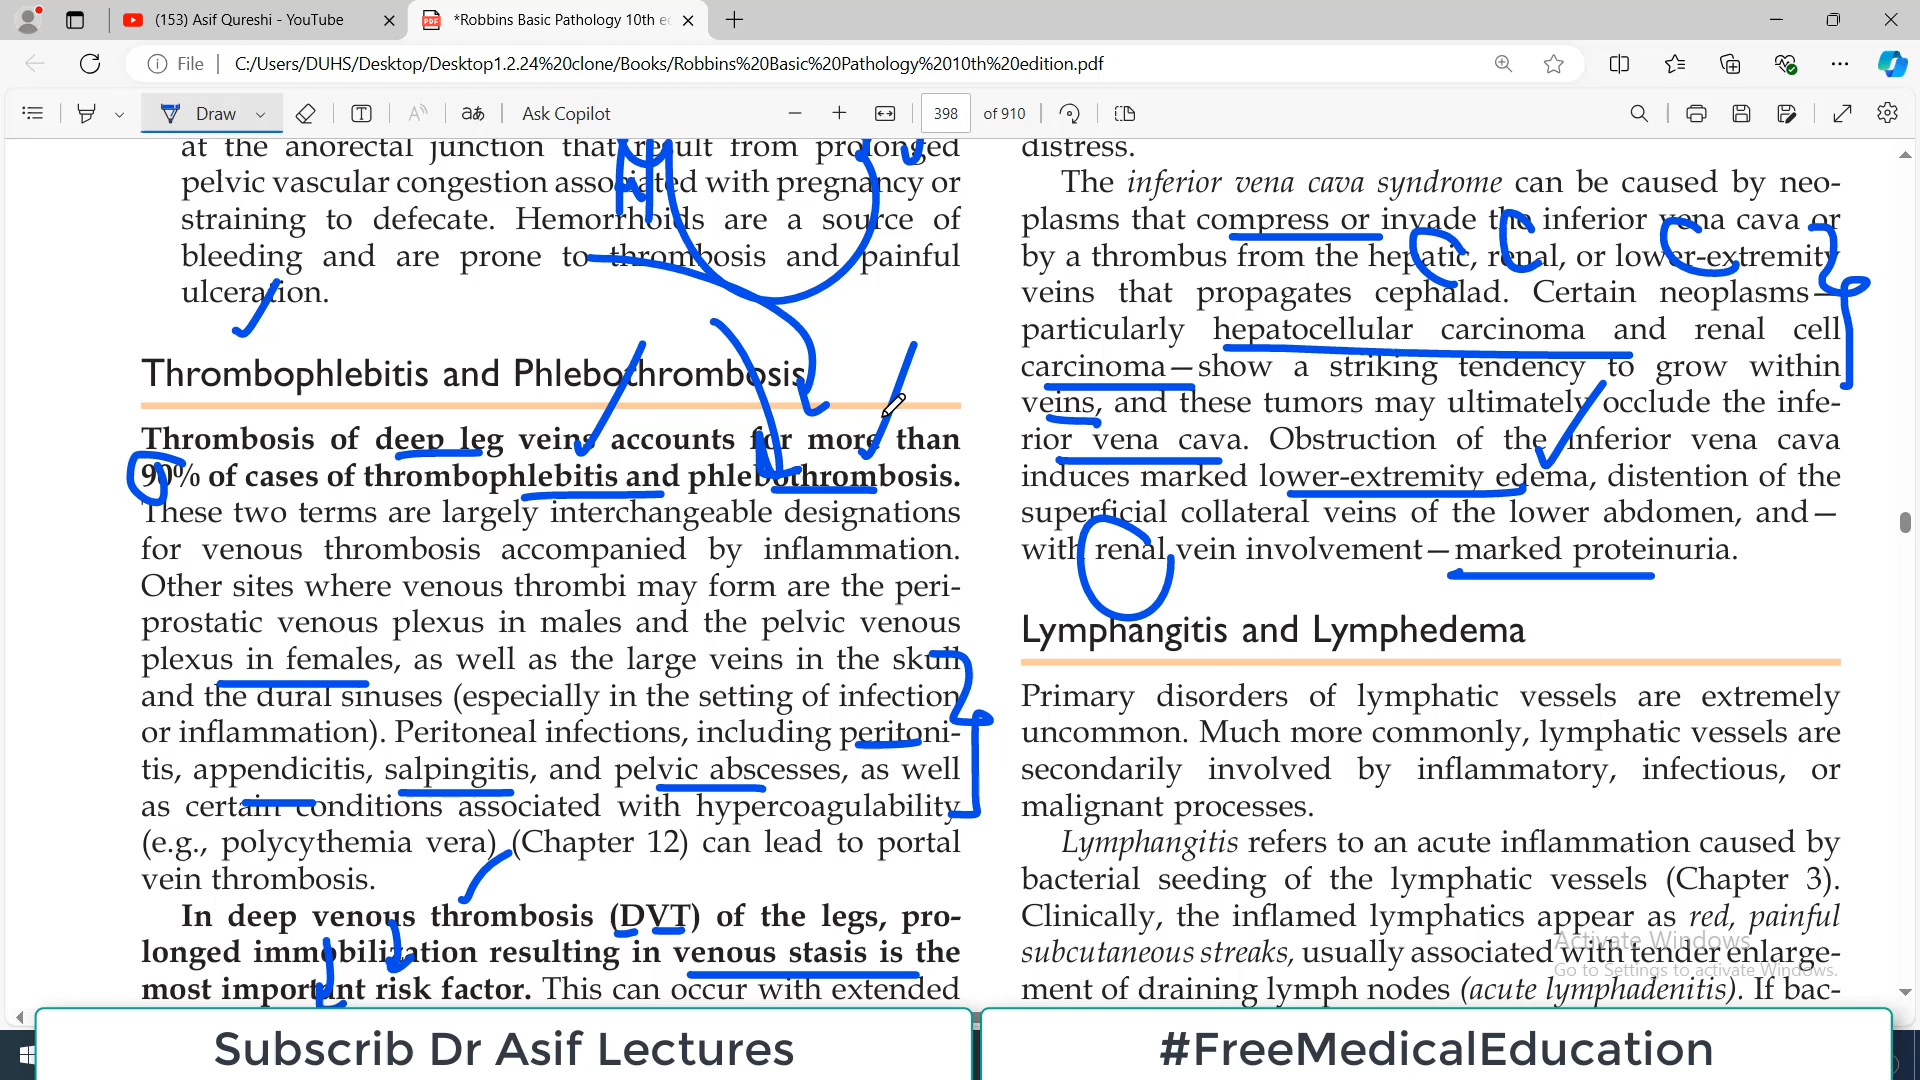 (153) Asif Qureshi - YouTube
*Robbins Basic Pathology 10th ec
File
C:/Users/DUHS/Desktop/Desktop1.2.24%20clone/Books/Robbins%20Basic%20Pathology%2010th%20edition.pdf
Draw
Ask Copilot
398
of 910
at the anorectal junction that result from prolonged
pelvic vascular congestion associated with pregnancy or
straining to defecate. Hemorrhoids are a source of
bleeding and are prone to thrombosis and painful
ulceration.
Thrombophlebitis and Phlebothrombosis
Thrombosis of deep leg veins accounts for more than
90% of cases of thrombophlebitis and phlebothrombosis.
These two terms are largely interchangeable designations
for venous thrombosis accompanied by inflammation.
Other sites where venous thrombi may form are the peri-
prostatic venous plexus in males and the pelvic venous
plexus in females, as well as the large veins in the skull
and the dural sinuses (especially in the setting of infection
or inflammation). Peritoneal infections, including peritoni-
tis, appendicitis, salpingitis, and pelvic abscesses, as well
as certain conditions associated with hypercoagulability
(e.g., polycythemia vera) (Chapter 12) can lead to portal
vein thrombosis.
In deep venous thrombosis (DVT) of the legs, pro-
longed immobilization resulting in venous stasis is the
most important risk factor. This can occur with extended
distress.
The inferior vena cava syndrome can be caused by neo-
plasms that compress or invade the inferior vena cava or
by a thrombus from the hepatic, renal, or lower-extremity
veins that propagates cephalad. Certain neoplasms—
particularly hepatocellular carcinoma and renal cell
carcinoma—show a striking tendency to grow within
veins, and these tumors may ultimately occlude the infe-
rior vena cava. Obstruction of the inferior vena cava
induces marked lower-extremity edema, distention of the
superficial collateral veins of the lower abdomen, and—
with renal vein involvement—marked proteinuria.
Lymphangitis and Lymphedema
Primary disorders of lymphatic vessels are extremely
uncommon. Much more commonly, lymphatic vessels are
secondarily involved by inflammatory, infectious, or
malignant processes.
Lymphangitis refers to an acute inflammation caused by
bacterial seeding of the lymphatic vessels (Chapter 3).
Clinically, the inflamed lymphatics appear as red, painful
subcutaneous streaks, usually associated with tender enlarge-
ment of draining lymph nodes (acute lymphadenitis). If bac-
Activate Windows
Go to Settings to activate Windows.
Subscrib Dr Asif Lectures
#FreeMedicalEducation